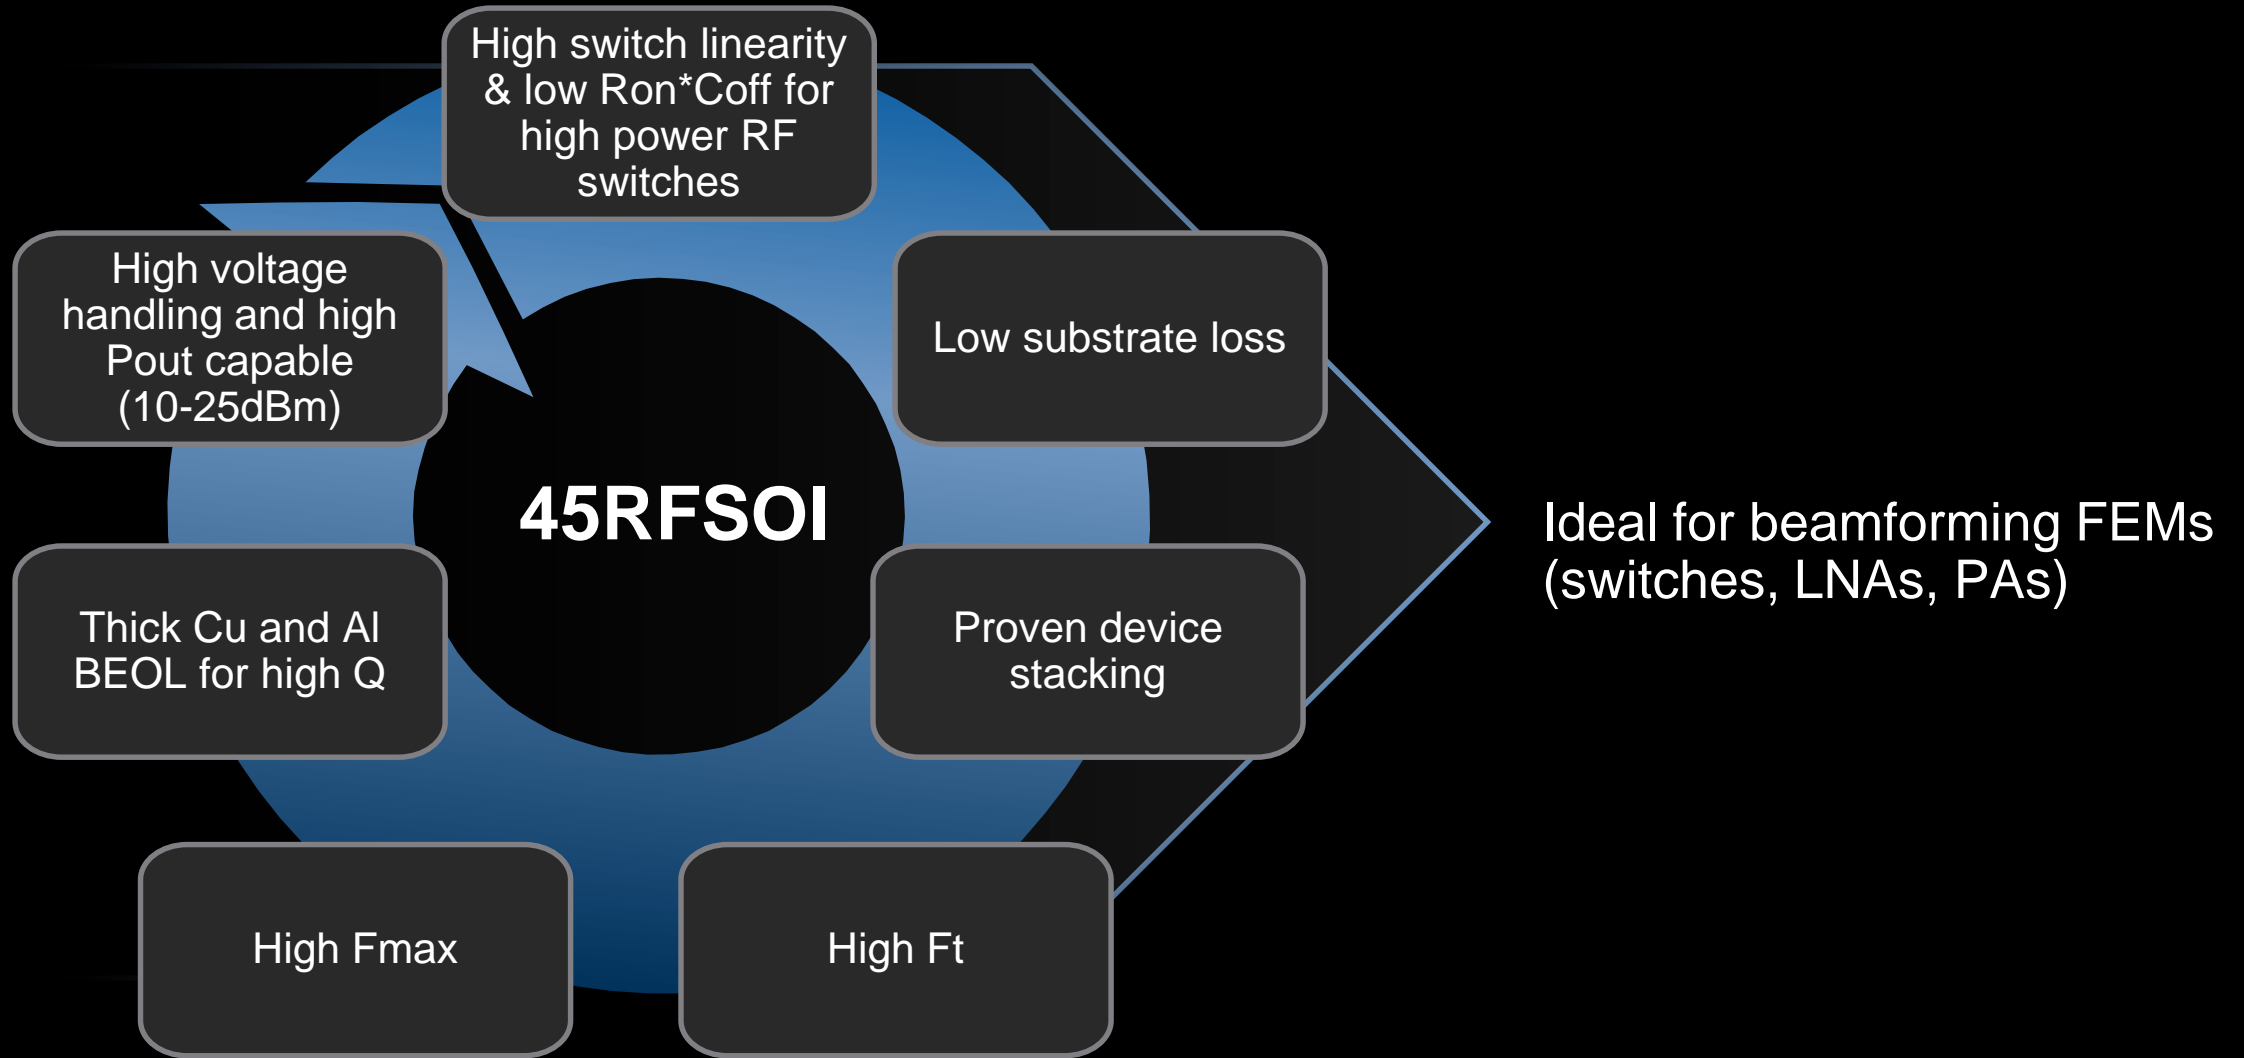 High switch linearity
& low Ron*Coff for
high power RF
switches
High voltage
handling and high
Pout capable
(10-25dBm)
Low substrate loss
45RFSOI
Ideal for beamforming FEMs
(switches, LNAs, PAs)
Thick Cu and Al
BEOL for high Q
Proven device
stacking
High Fmax
High Ft